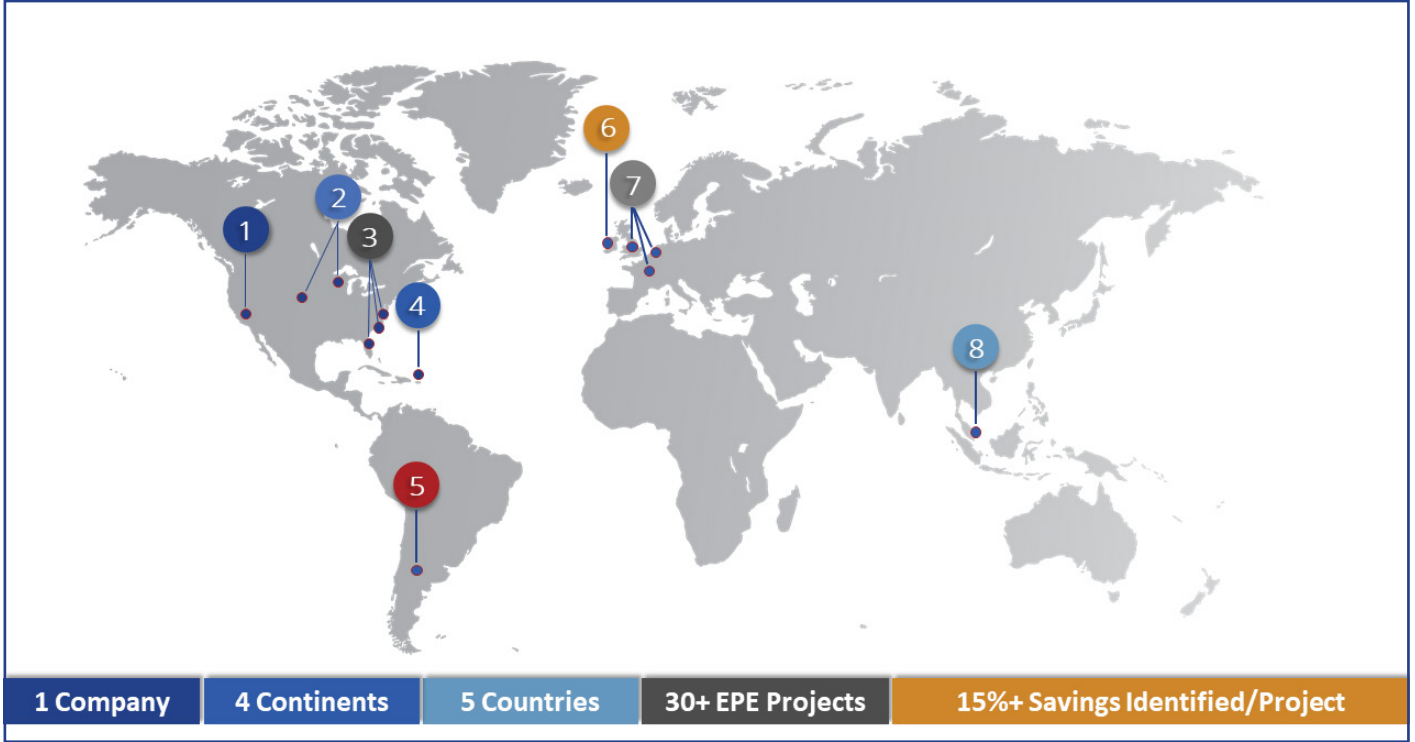 1
2
3
4
5
6
7
8
1 Company
4 Continents
5 Countries
30+ EPE Projects
15%+ Savings Identified/Project